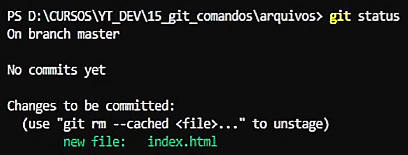 PS D:\CURSOS\YT_DEV\15_git_comandos\arquivos> git status
On branch master

No commits yet

Changes to be committed:
  (use "git rm --cached <file>..." to unstage)
        new file:   index.html